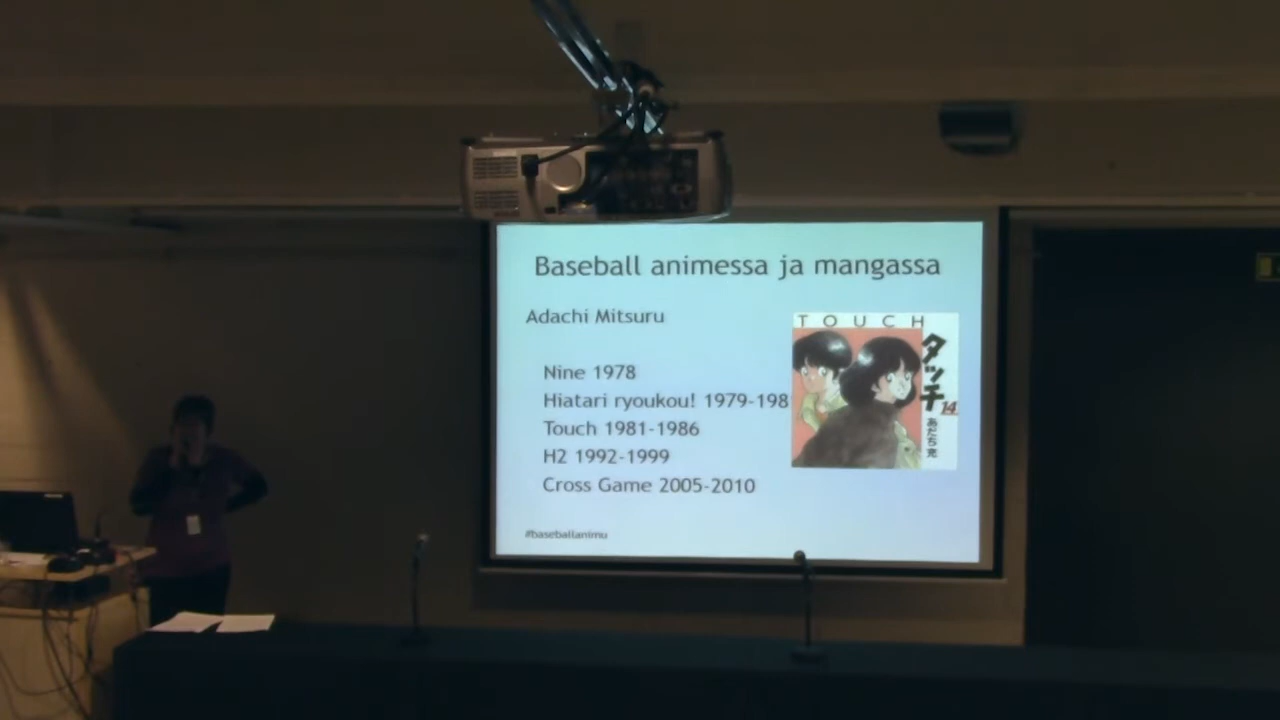 Baseball animessa ja mangassa
Adachi Mitsuru
Nine 1978
Hiatari ryoukou! 1979-198
Touch 1981-1986
H2 1992-1999
Cross Game 2005-2010
#baseballanimu
TOUCH
タッチ
14
あだち充